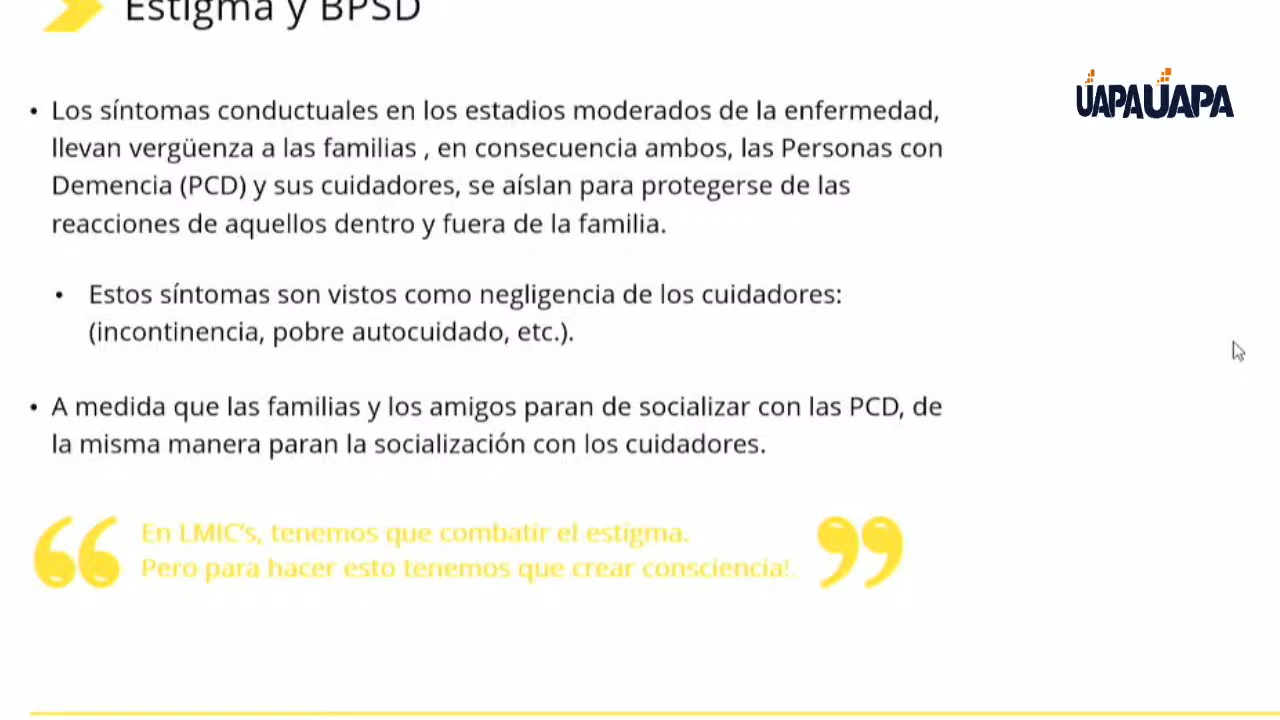 Estigma y BPSD
UAPA UAPA
• Los síntomas conductuales en los estadios moderados de la enfermedad,
llevan vergüenza a las familias , en consecuencia ambos, las Personas con
Demencia (PCD) y sus cuidadores, se aíslan para protegerse de las
reacciones de aquellos dentro y fuera de la familia.
• Estos síntomas son vistos como negligencia de los cuidadores:
(incontinencia, pobre autocuidado, etc.).
• A medida que las familias y los amigos paran de socializar con las PCD, de
la misma manera paran la socialización con los cuidadores.
“ En LMIC's, tenemos que combatir el estigma.
Pero para hacer esto tenemos que crear consciencia!. ”